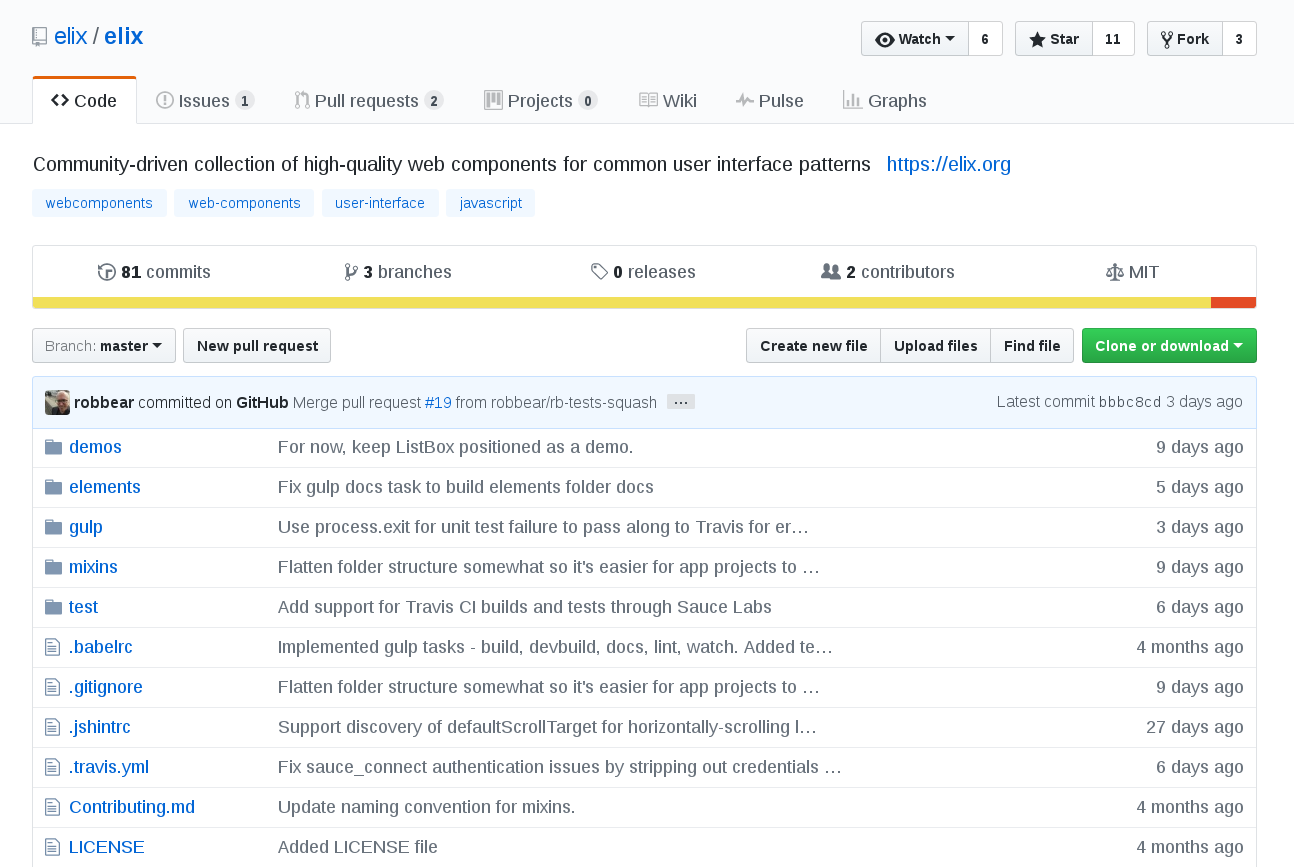 elix / elix Watch 6 Star 11 Fork 3
Code Issues 1 Pull requests 2 Projects 0 Wiki Pulse Graphs
Community-driven collection of high-quality web components for common user interface patterns https://elix.org
webcomponents web-components user-interface javascript
81 commits 3 branches 0 releases 2 contributors MIT
Branch: master New pull request Create new file Upload files Find file Clone or download
robbear committed on GitHub Merge pull request #19 from robbear/rb-tests-squash … Latest commit bbbc8cd 3 days ago
demos For now, keep ListBox positioned as a demo. 9 days ago
elements Fix gulp docs task to build elements folder docs 5 days ago
gulp Use process.exit for unit test failure to pass along to Travis for er… 3 days ago
mixins Flatten folder structure somewhat so it's easier for app projects to … 9 days ago
test Add support for Travis CI builds and tests through Sauce Labs 6 days ago
.babelrc Implemented gulp tasks - build, devbuild, docs, lint, watch. Added te… 4 months ago
.gitignore Flatten folder structure somewhat so it's easier for app projects to … 9 days ago
.jshintrc Support discovery of defaultScrollTarget for horizontally-scrolling l… 27 days ago
.travis.yml Fix sauce_connect authentication issues by stripping out credentials … 6 days ago
Contributing.md Update naming convention for mixins. 4 months ago
LICENSE Added LICENSE file 4 months ago